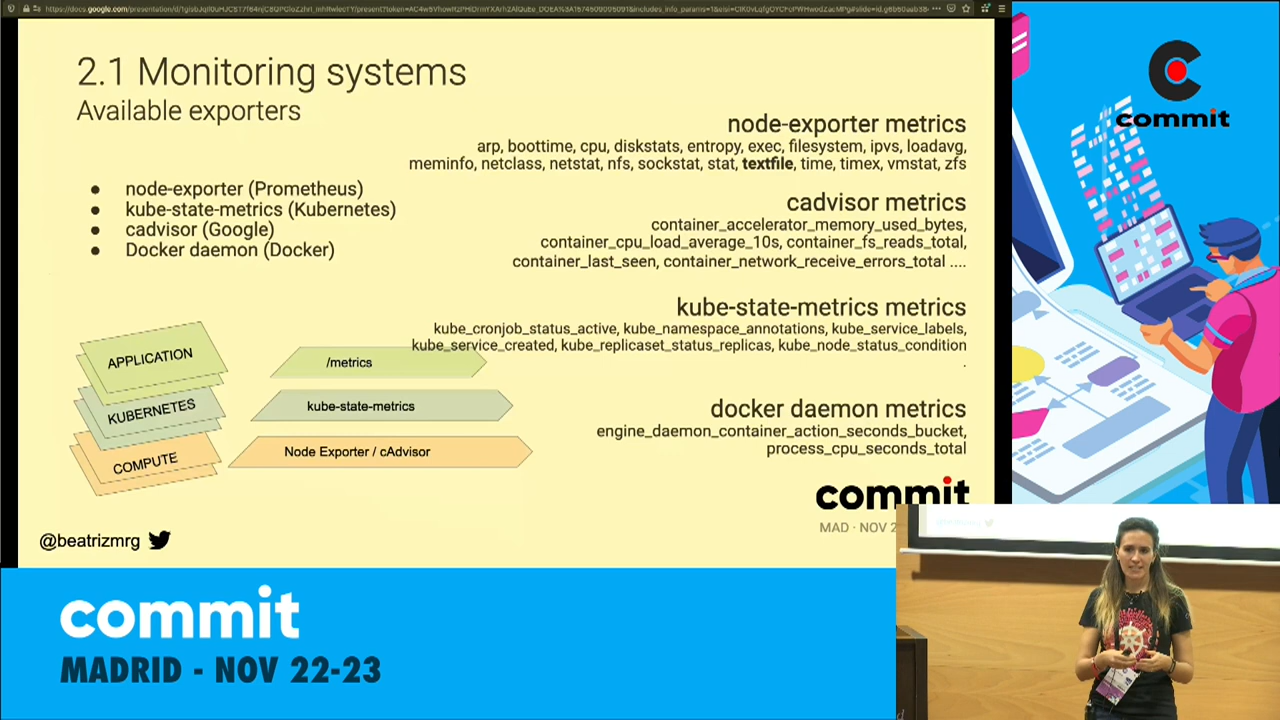 2.1 Monitoring systems
Available exporters
node-exporter (Prometheus)
kube-state-metrics (Kubernetes)
cadvisor (Google)
Docker daemon (Docker)
node-exporter metrics
arp, boottime, cpu, diskstats, entropy, exec, filesystem, ipvs, loadavg,
meminfo, netclass, netstat, nfs, sockstat, stat, textfile, time, timex, vmstat, zfs
cadvisor metrics
container_accelerator_memory_used_bytes,
container_cpu_load_average_10s, container_fs_reads_total,
container_last_seen, container_network_receive_errors_total ....
kube-state-metrics metrics
kube_cronjob_status_active, kube_namespace_annotations, kube_service_labels,
kube_service_created, kube_replicaset_status_replicas, kube_node_status_condition
.
docker daemon metrics
engine_daemon_container_action_seconds_bucket,
process_cpu_seconds_total
APPLICATION
/metrics
KUBERNETES
kube-state-metrics
COMPUTE
Node Exporter / cAdvisor
commit
MAD · NOV 2
@beatrizmrg
commit
commit
MADRID - NOV 22-23